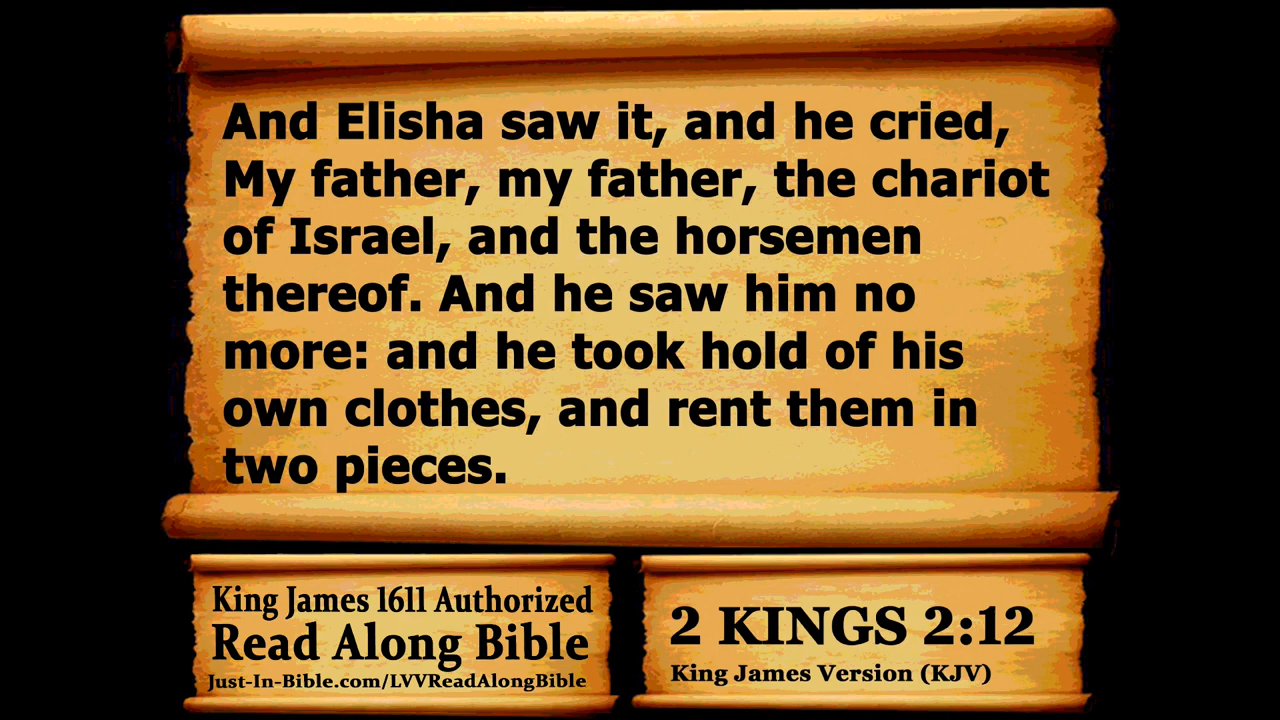 And Elisha saw it, and he cried,
My father, my father, the chariot
of Israel, and the horsemen
thereof. And he saw him no
more: and he took hold of his
own clothes, and rent them in
two pieces.
King James 1611 Authorized
Read Along Bible
Just-In-Bible.com/LVVReadAlongBible
2 KINGS 2:12
King James Version (KJV)